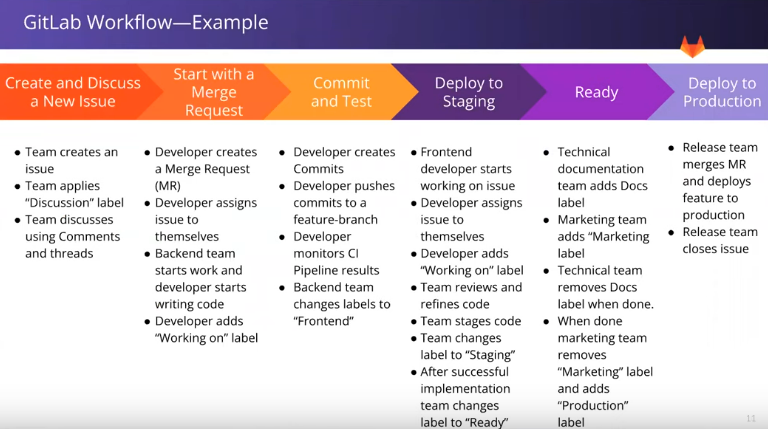 GitLab Workflow—Example
Create and Discuss
a New Issue
Start with a
Merge
Request
Commit
and Test
Deploy to
Staging
Ready
Deploy to
Production
● Team creates an
issue
● Team applies
“Discussion” label
● Team discusses
using Comments
and threads
● Developer creates
a Merge Request
(MR)
● Developer assigns
issue to
themselves
● Backend team
starts work and
developer starts
writing code
● Developer adds
“Working on” label
● Developer creates
Commits
● Developer pushes
commits to a
feature-branch
● Developer
monitors CI
Pipeline results
● Backend team
changes labels to
“Frontend”
● Frontend
developer starts
working on issue
● Developer assigns
issue to
themselves
● Developer adds
“Working on” label
● Team reviews and
refines code
● Team stages code
● Team changes
label to “Staging”
● After successful
implementation
team changes
label to “Ready”
● Technical
documentation
team adds Docs
label
● Marketing team
adds “Marketing
label
● Technical team
removes Docs
label when done.
● When done
marketing team
removes
“Marketing” label
and adds
“Production”
label
● Release team
merges MR
and deploys
feature to
production
● Release team
closes issue
11